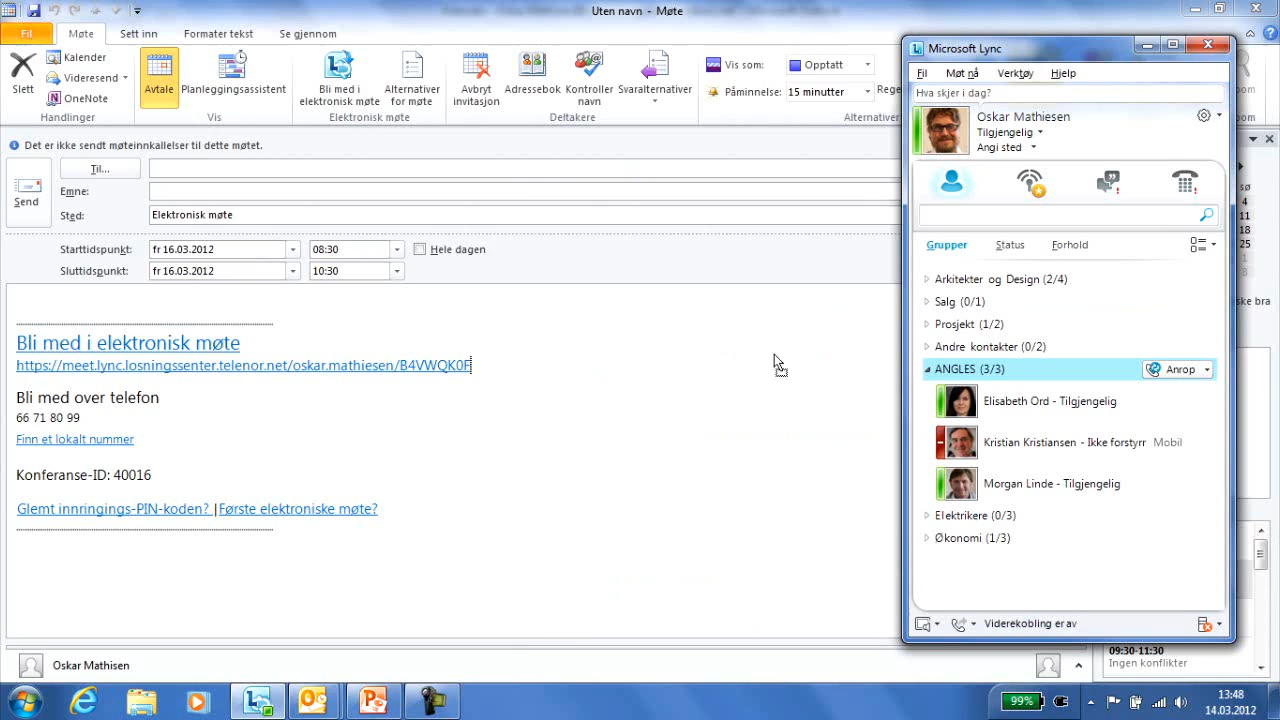 Uten navn - Møte
Fil Møte Sett inn Formater tekst Se gjennom
Slett
Kalender
Videresend
OneNote
Handlinger
Avtale
Planleggingsassistent
Vis
Bli med i elektronisk møte
Alternativer for møte
Elektronisk møte
Avbryt invitasjon
Adressebok
Kontroller navn
Svaralternativer
Deltakere
Vis som: Opptatt
Påminnelse: 15 minutter
Alternativer
Det er ikke sendt møteinnkallelser til dette møtet.
Send
Til...
Emne:
Sted: Elektronisk møte
Starttidspunkt: fr 16.03.2012 08:30 Hele dagen
Sluttidspunkt: fr 16.03.2012 10:30
Bli med i elektronisk møte
https://meet.lync.losningssenter.telenor.net/oskar.mathiesen/B4VWQK0F
Bli med over telefon
66 71 80 99
Finn et lokalt nummer
Konferanse-ID: 40016
Glemt innringings-PIN-koden? |Første elektroniske møte?
Oskar Mathisen
Microsoft Lync
Fil Møt nå Verktøy Hjelp
Hva skjer i dag?
Oskar Mathiesen
Tilgjengelig
Angi sted
Grupper Status Forhold
Arkitekter og Design (2/4)
Salg (0/1)
Prosjekt (1/2)
Andre kontakter (0/2)
ANGLES (3/3) Anrop
Elisabeth Ord - Tilgjengelig
Kristian Kristiansen - Ikke forstyrr Mobil
Morgan Linde - Tilgjengelig
Elektrikere (0/3)
Økonomi (1/3)
Viderekobling er av
sø
4
11
18
25
1
8
09:30-11:30
Ingen konflikter
99%
13:48
14.03.2012